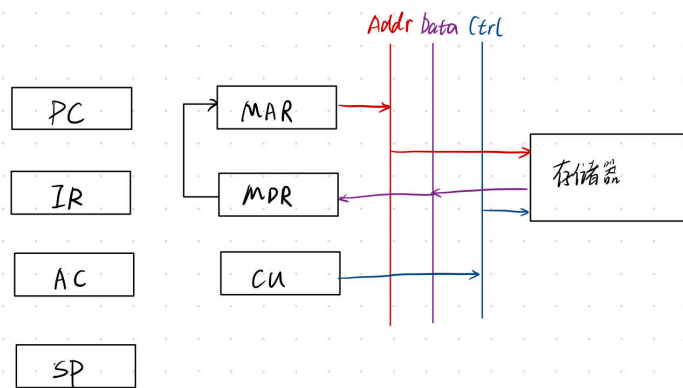 Addr Data Ctrl
PC
MAR
IR
MDR
存储器
AC
CU
SP